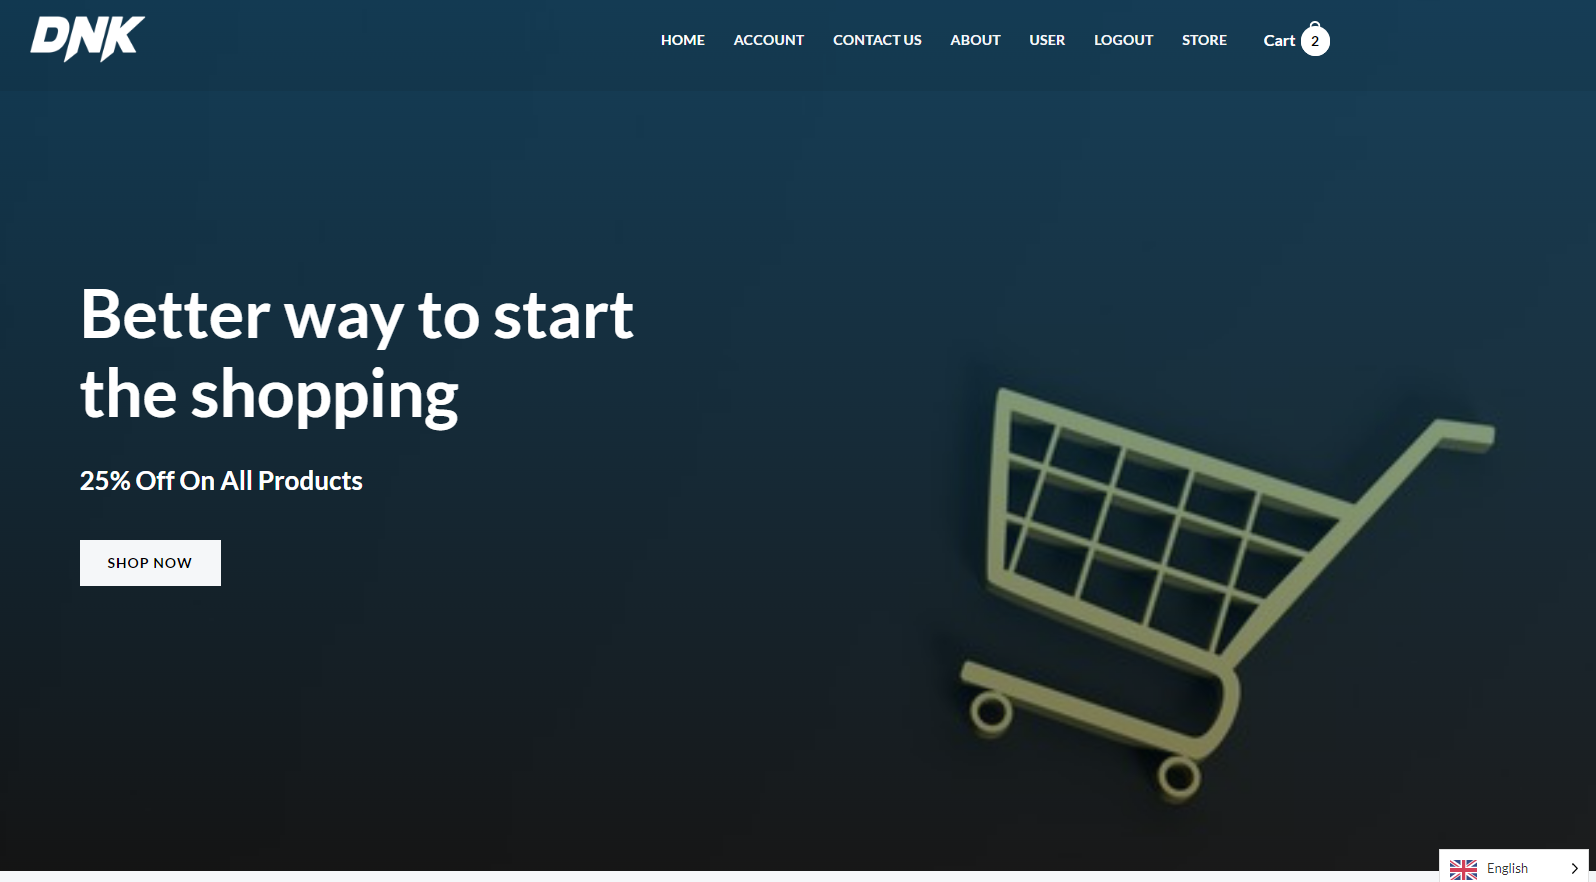 DNK
HOME ACCOUNT CONTACT US ABOUT USER LOGOUT STORE Cart 2
Better way to start
the shopping
25% Off On All Products
SHOP NOW
English